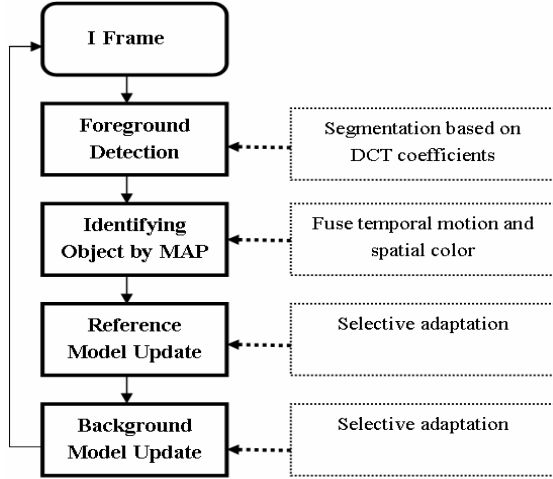 I Frame
Foreground
Detection
Segmentation based on
DCT coefficients
Identifying
Object by MAP
Fuse temporal motion and
spatial color
Reference
Model Update
Selective adaptation
Background
Model Update
Selective adaptation